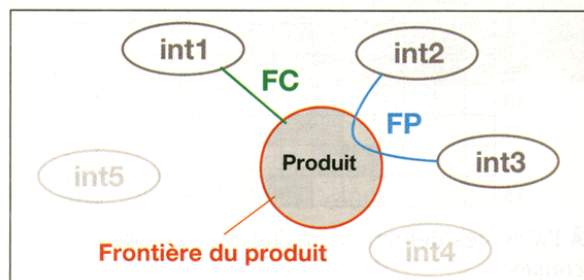 int1
int2
FC
FP
Produit
int3
int5
Frontière du produit
int4